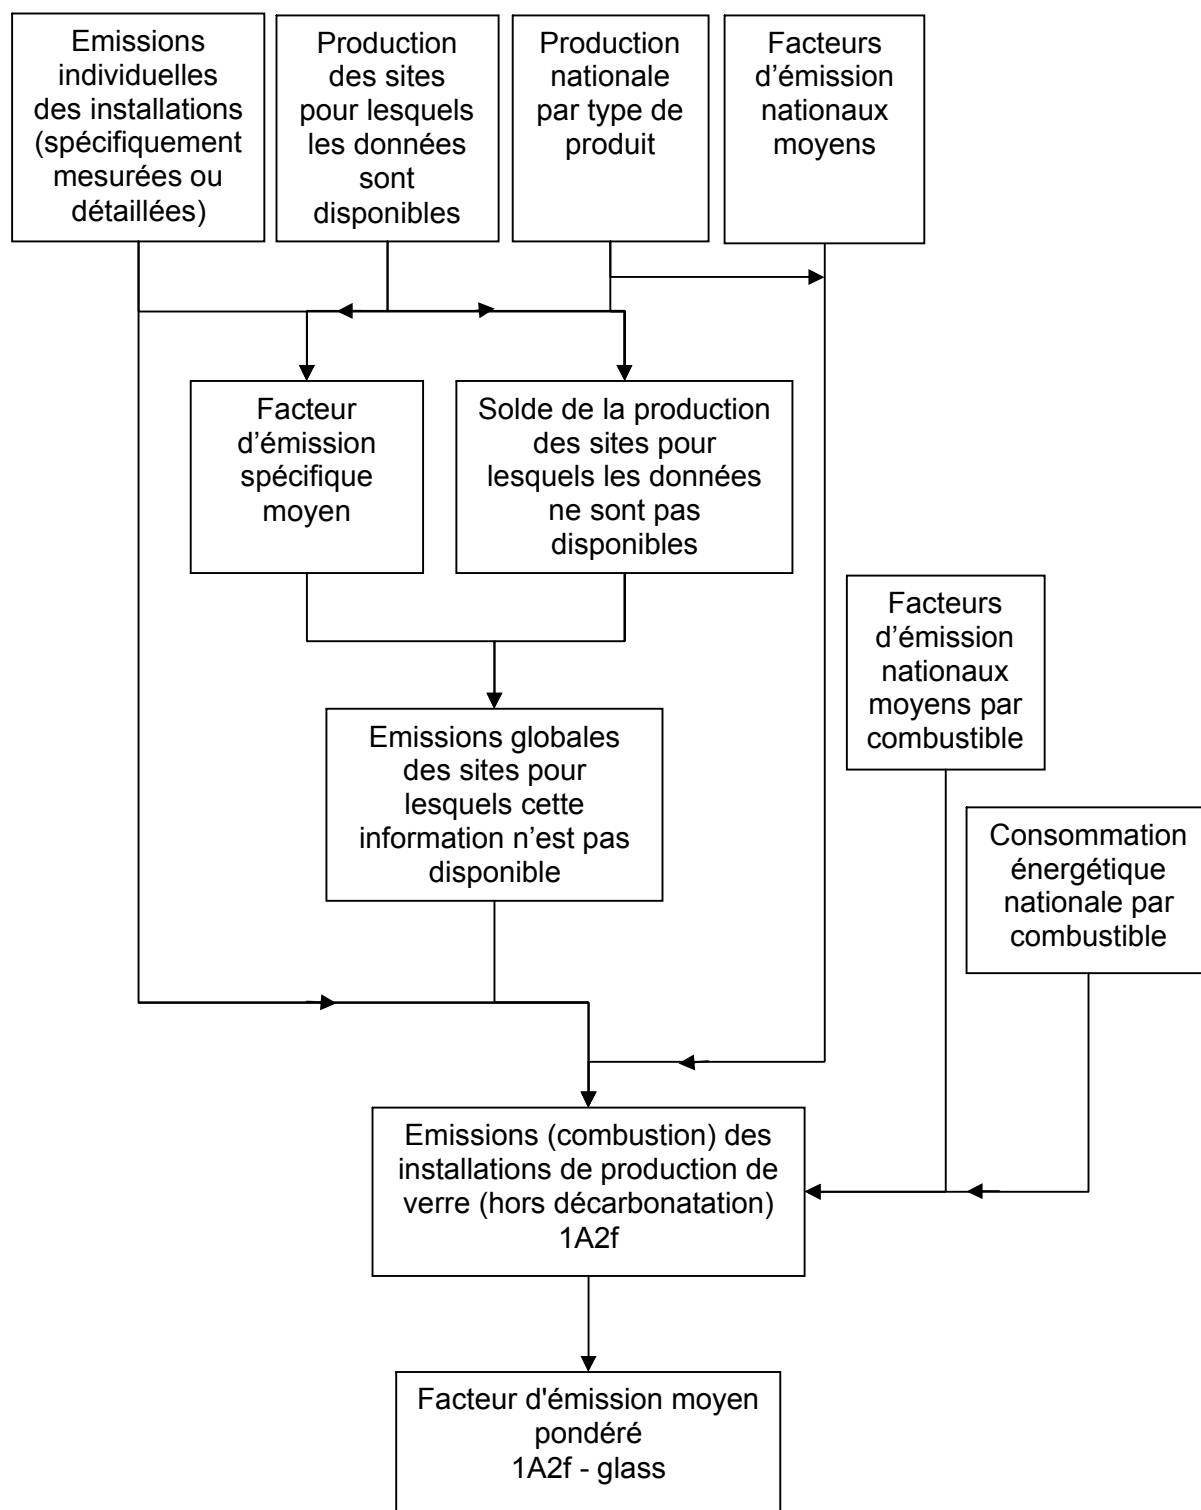 Emissions
individuelles
des installations
(spécifiquement
mesurées ou
détaillées)
Production
des sites
pour lesquels
les données
sont
disponibles
Production
nationale
par type de
produit
Facteurs
d’émission
nationaux
moyens
Facteur
d’émission
spécifique
moyen
Solde de la production
des sites pour
lesquels les données
ne sont pas
disponibles
Facteurs
d’émission
nationaux
moyens par
combustible
Emissions globales
des sites pour
lesquels cette
information n’est pas
disponible
Consommation
énergétique
nationale par
combustible
Emissions (combustion) des
installations de production de
verre (hors décarbonatation)
1A2f
Facteur d'émission moyen
pondéré
1A2f - glass